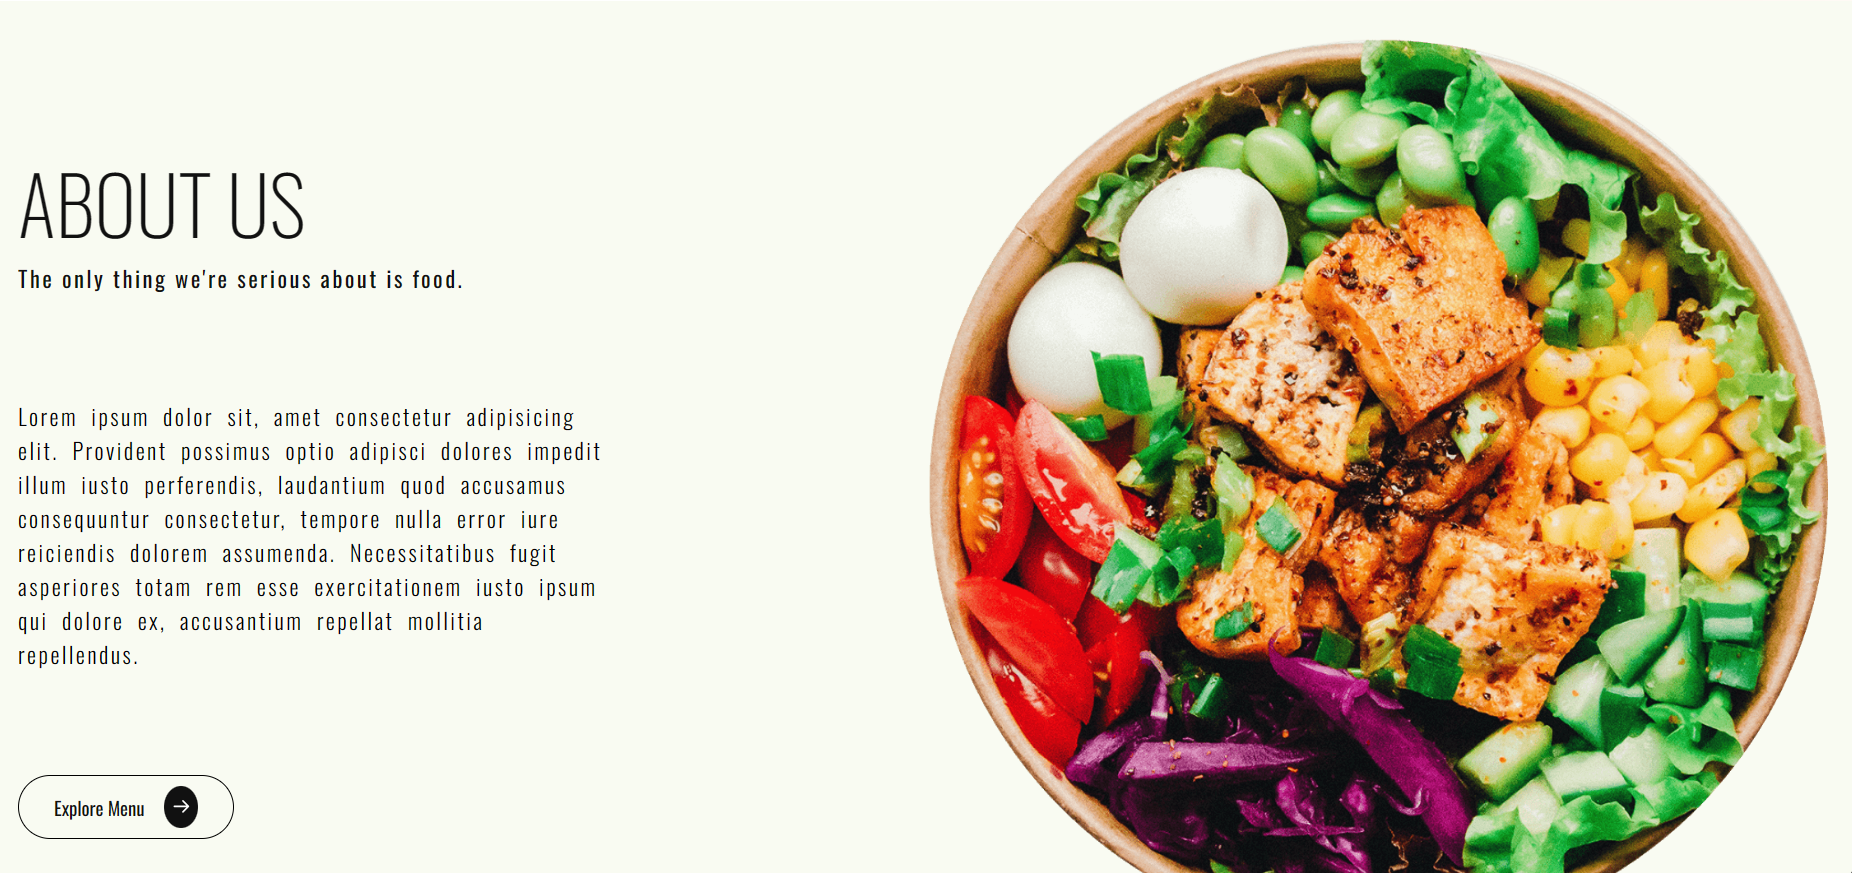 ABOUT US
The only thing we're serious about is food.
Lorem ipsum dolor sit, amet consectetur adipisicing
elit. Provident possimus optio adipisci dolores impedit
illum iusto perferendis, laudantium quod accusamus
consequuntur consectetur, tempore nulla error iure
reiciendis dolorem assumenda. Necessitatibus fugit
asperiores totam rem esse exercitationem iusto ipsum
qui dolore ex, accusantium repellat mollitia
repellendus.
Explore Menu